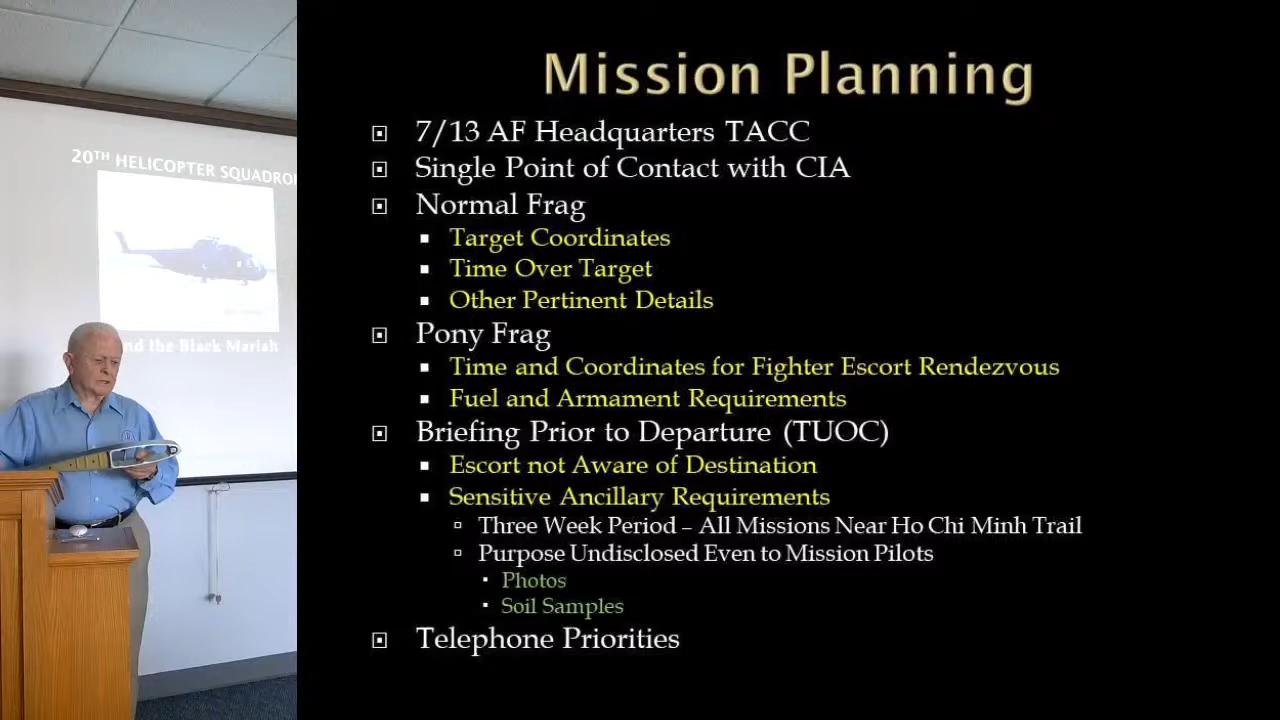 20TH HELICOPTER SQUADRON
nd the Black Mariah
Mission Planning
7/13 AF Headquarters TACC
Single Point of Contact with CIA
Normal Frag
Target Coordinates
Time Over Target
Other Pertinent Details
Pony Frag
Time and Coordinates for Fighter Escort Rendezvous
Fuel and Armament Requirements
Briefing Prior to Departure (TUOC)
Escort not Aware of Destination
Sensitive Ancillary Requirements
Three Week Period – All Missions Near Ho Chi Minh Trail
Purpose Undisclosed Even to Mission Pilots
Photos
Soil Samples
Telephone Priorities